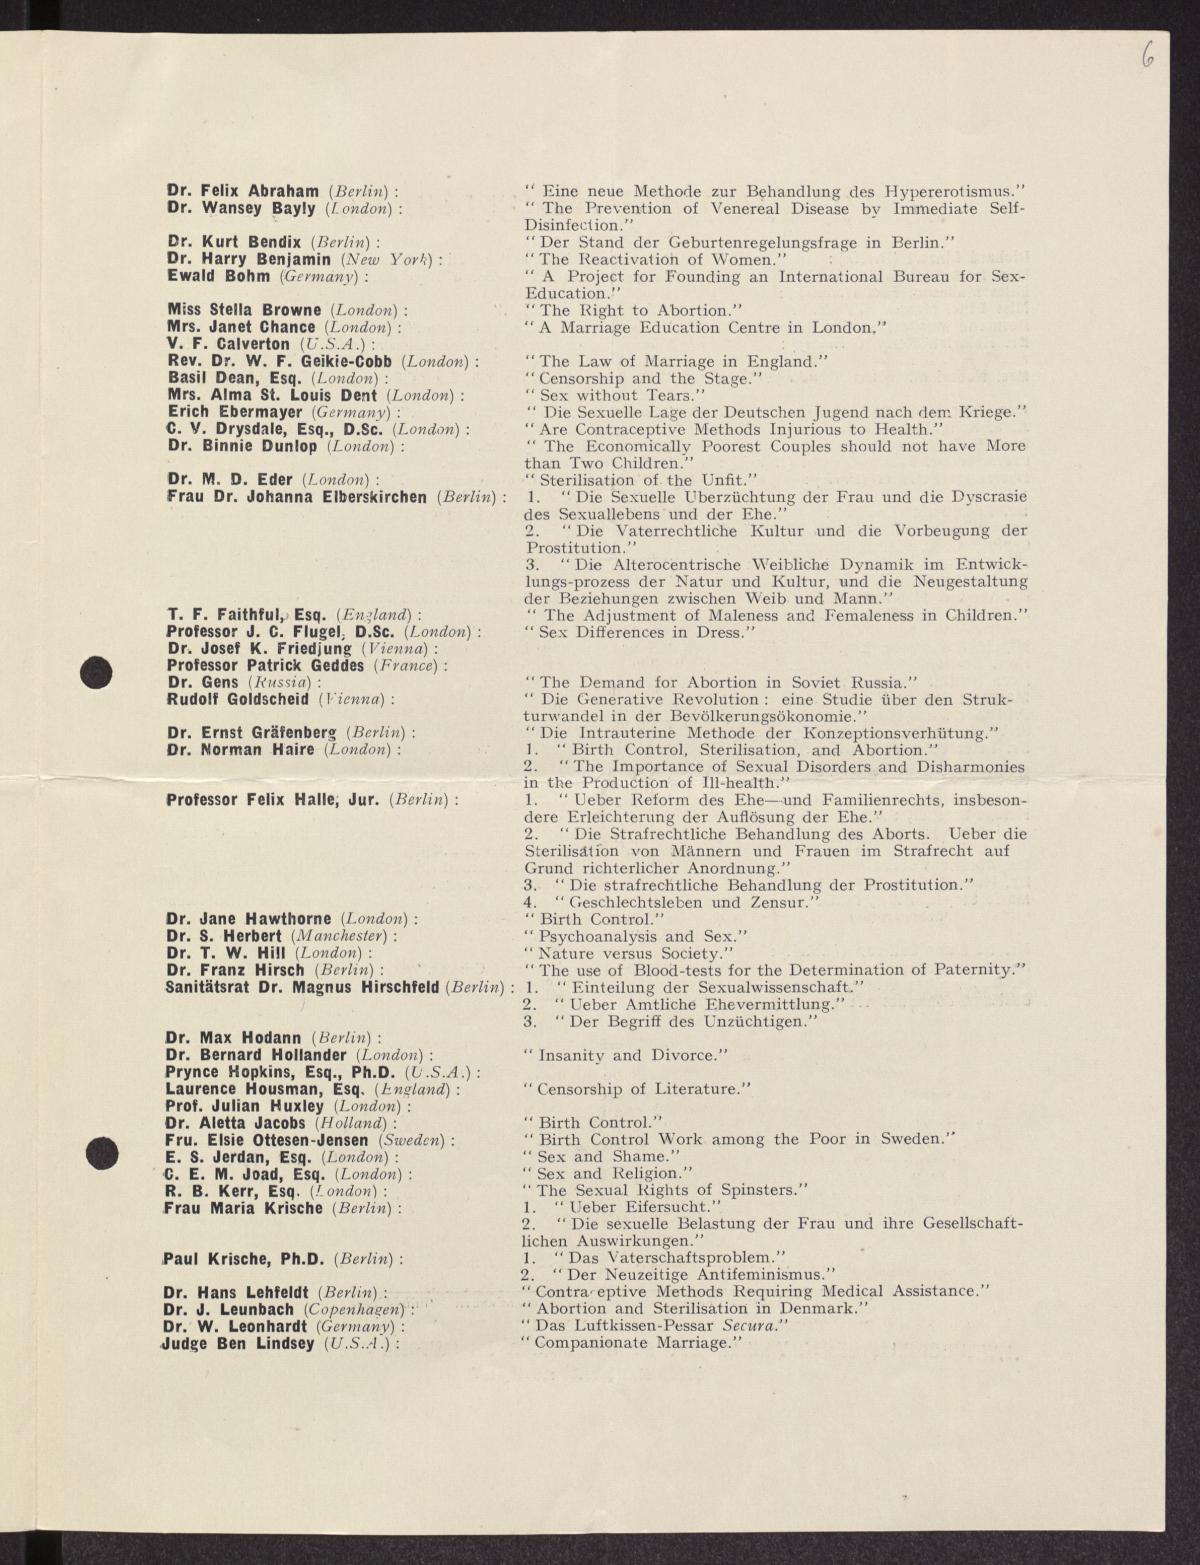 6
Dr. Felix Abraham (Berlin) : “ Eine neue Methode zur Behandlung des Hypererotismus.”
Dr. Wansey Bayly (London) : “ The Prevention of Venereal Disease by Immediate Self-
Disinfection.”
Dr. Kurt Bendix (Berlin) : “ Der Stand der Geburtenregelungsfrage in Berlin.”
Dr. Harry Benjamin (New York) : “ The Reactivation of Women.”
Ewald Bohm (Germany) : “ A Project for Founding an International Bureau for Sex-
Education.”
Miss Stella Browne (London) : “ The Right to Abortion.”
Mrs. Janet Chance (London) : “ A Marriage Education Centre in London,”
V. F. Calverton (U.S.A.) :
Rev. Dr. W. F. Geikie-Cobb (London) : “ The Law of Marriage in England.”
Basil Dean, Esq. (London) : “ Censorship and the Stage.”
Mrs. Alma St. Louis Dent (London) : “ Sex without Tears.”
Erich Ebermayer (Germany) : “ Die Sexuelle Lage der Deutschen Jugend nach dem Kriege.”
C. V. Drysdale, Esq., D.Sc. (London) : “ Are Contraceptive Methods Injurious to Health.”
Dr. Binnie Dunlop (London) : “ The Economically Poorest Couples should not have More
than Two Children.”
Dr. M. D. Eder (London) : “ Sterilisation of the Unfit.”
Frau Dr. Johanna Elberskirchen (Berlin) : 1. “ Die Sexuelle Uberzüchtung der Frau und die Dyscrasie
des Sexuallebens und der Ehe.”
2. “ Die Vaterrechtliche Kultur und die Vorbeugung der
Prostitution.”
3. “ Die Alterocentrische Weibliche Dynamik im Entwick-
lungs-prozess der Natur und Kultur, und die Neugestaltung
der Beziehungen zwischen Weib und Mann.”
T. F. Faithful, Esq. (England) : “ The Adjustment of Maleness and Femaleness in Children.”
Professor J. C. Flugel, D.Sc. (London) : “ Sex Differences in Dress.”
Dr. Josef K. Friedjung (Vienna) :
Professor Patrick Geddes (France) :
Dr. Gens (Russia) : “ The Demand for Abortion in Soviet Russia.”
Rudolf Goldscheid (Vienna) : “ Die Generative Revolution : eine Studie über den Struk-
turwandel in der Bevölkerungsökonomie.”
Dr. Ernst Gräfenberg (Berlin) : “ Die Intrauterine Methode der Konzeptionsverhütung.”
Dr. Norman Haire (London) : 1. “ Birth Control, Sterilisation, and Abortion.”
2. “ The Importance of Sexual Disorders and Disharmonies
in the Production of Ill-health.”
Professor Felix Halle, Jur. (Berlin) : 1. “ Ueber Reform des Ehe—und Familienrechts, insbeson-
dere Erleichterung der Auflösung der Ehe.”
2. “ Die Strafrechtliche Behandlung des Aborts. Ueber die
Sterilisation von Männern und Frauen im Strafrecht auf
Grund richterlicher Anordnung.”
3. “ Die strafrechtliche Behandlung der Prostitution.”
4. “ Geschlechtsleben und Zensur.”
Dr. Jane Hawthorne (London) : “ Birth Control.”
Dr. S. Herbert (Manchester) : “ Psychoanalysis and Sex.”
Dr. T. W. Hill (London) : “ Nature versus Society.”
Dr. Franz Hirsch (Berlin) : “ The use of Blood-tests for the Determination of Paternity.”
Sanitätsrat Dr. Magnus Hirschfeld (Berlin) : 1. “ Einteilung der Sexualwissenschaft.”
2. “ Ueber Amtliche Ehevermittlung.”
3. “ Der Begriff des Unzüchtigen.”
Dr. Max Hodann (Berlin) :
Dr. Bernard Hollander (London) : “ Insanity and Divorce.”
Prynce Hopkins, Esq., Ph.D. (U.S.A.) :
Laurence Housman, Esq. (England) : “ Censorship of Literature.”
Prof. Julian Huxley (London) :
Dr. Aletta Jacobs (Holland) : “ Birth Control.”
Fru. Elsie Ottesen-Jensen (Sweden) : “ Birth Control Work among the Poor in Sweden.”
E. S. Jerdan, Esq. (London) : “ Sex and Shame.”
C. E. M. Joad, Esq. (London) : “ Sex and Religion.”
R. B. Kerr, Esq. (London) : “ The Sexual Rights of Spinsters.”
Frau Maria Krische (Berlin) : 1. “ Ueber Eifersucht.”
2. “ Die sexuelle Belastung der Frau und ihre Gesellschaft-
lichen Auswirkungen.”
Paul Krische, Ph.D. (Berlin) : 1. “ Das Vaterschaftsproblem.”
2. “ Der Neuzeitige Antifeminismus.”
Dr. Hans Lehfeldt (Berlin) : “ Contraceptive Methods Requiring Medical Assistance.”
Dr. J. Leunbach (Copenhagen) : “ Abortion and Sterilisation in Denmark.”
Dr. W. Leonhardt (Germany) : “ Das Luftkissen-Pessar Secura.”
Judge Ben Lindsey (U.S.A.) : “ Companionate Marriage.”